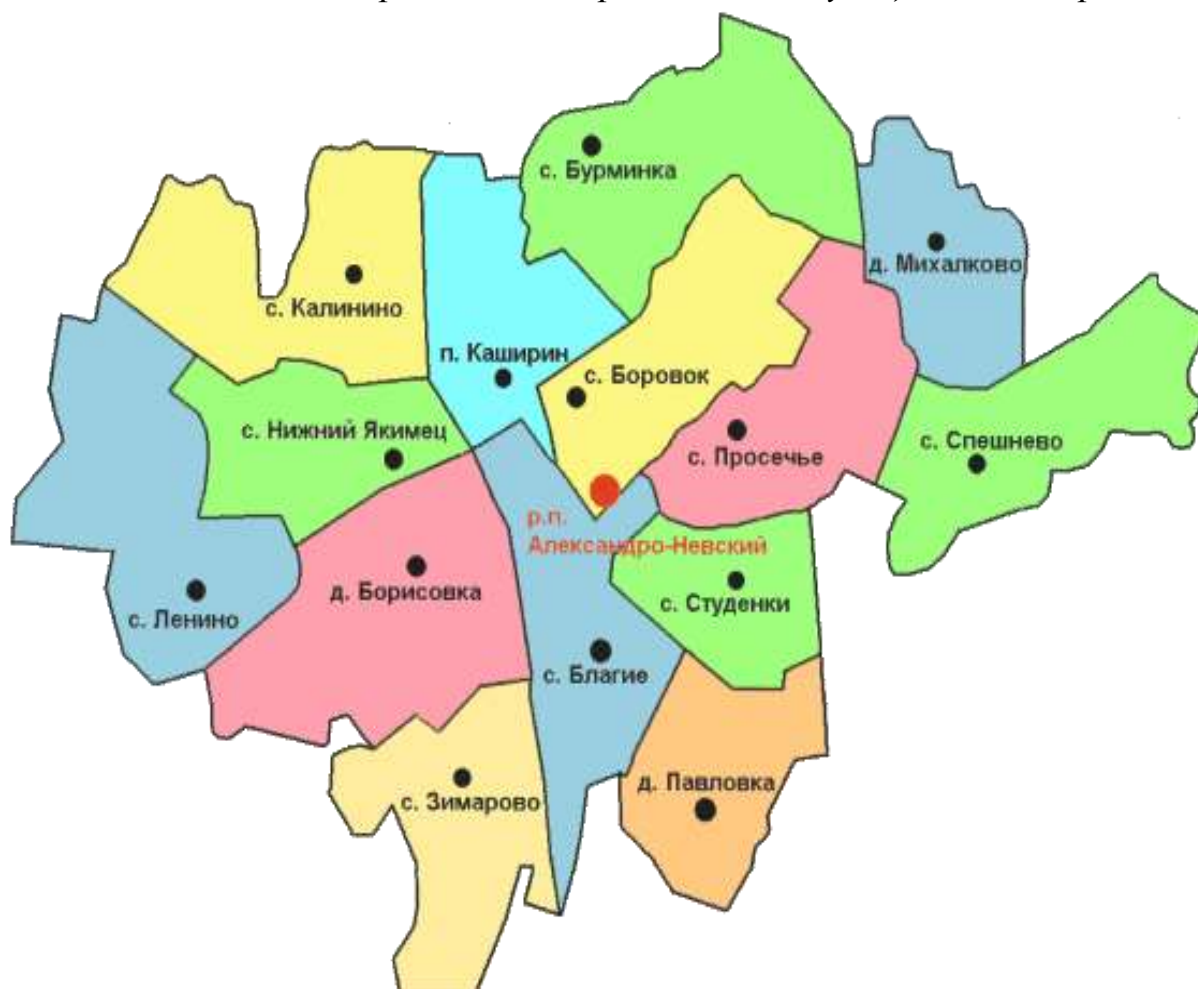 с. Бурминка
д. Михалково
с. Калинино
п. Каширин
с. Боровок
с. Нижний Якимец
с. Просечье
с. Спешнево
р.п.
Александро-Невский
д. Борисовка
с. Студенки
с. Ленино
с. Благие
д. Павловка
с. Зимарово